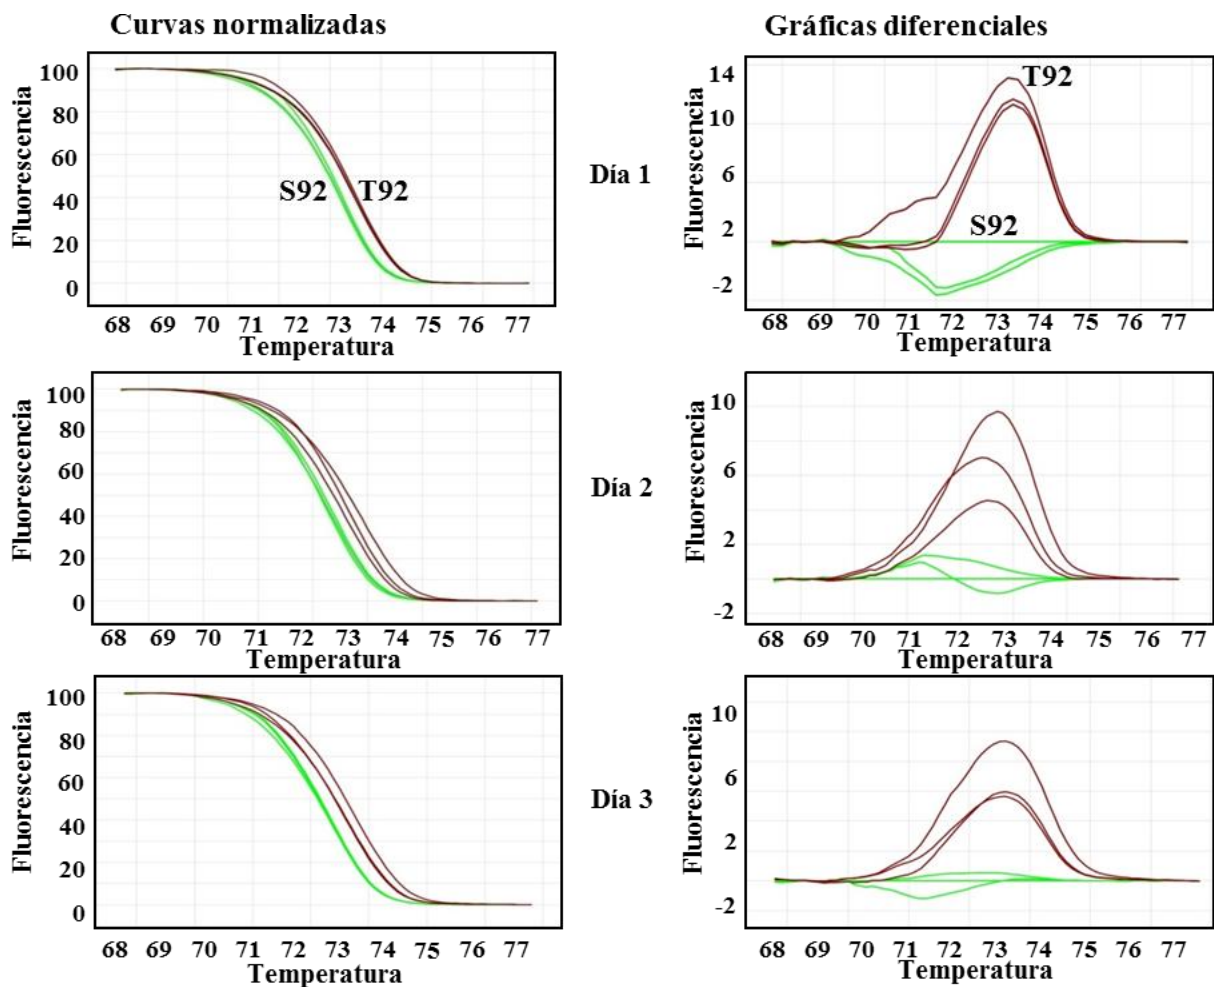 Curvas normalizadas
Gráficas diferenciales
Fluorescencia
100
80
60
40
20
0
S92 T92
68 69 70 71 72 73 74 75 76 77
Temperatura
Día 1
Fluorescencia
14
10
6
2
-2
T92
S92
68 69 70 71 72 73 74 75 76 77
Temperatura
Fluorescencia
100
80
60
40
20
0
68 69 70 71 72 73 74 75 76 77
Temperatura
Día 2
Fluorescencia
10
6
2
-2
68 69 70 71 72 73 74 75 76 77
Temperatura
Fluorescencia
100
80
60
40
20
0
68 69 70 71 72 73 74 75 76 77
Temperatura
Día 3
Fluorescencia
10
6
2
-2
68 69 70 71 72 73 74 75 76 77
Temperatura